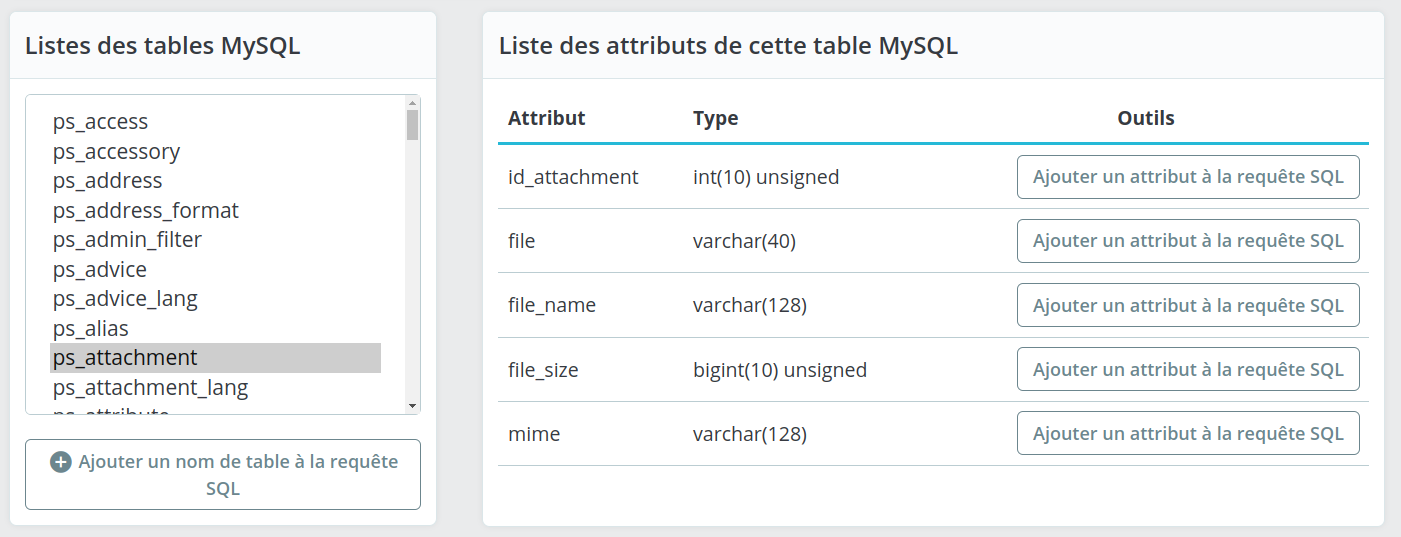 Listes des tables MySQL
ps_access
ps_accessory
ps_address
ps_address_format
ps_admin_filter
ps_advice
ps_advice_lang
ps_alias
ps_attachment
ps_attachment_lang
ps_attribute
Ajouter un nom de table à la requête
SQL
Liste des attributs de cette table MySQL
Attribut Type Outils
id_attachment int(10) unsigned Ajouter un attribut à la requête SQL
file varchar(40) Ajouter un attribut à la requête SQL
file_name varchar(128) Ajouter un attribut à la requête SQL
file_size bigint(10) unsigned Ajouter un attribut à la requête SQL
mime varchar(128) Ajouter un attribut à la requête SQL